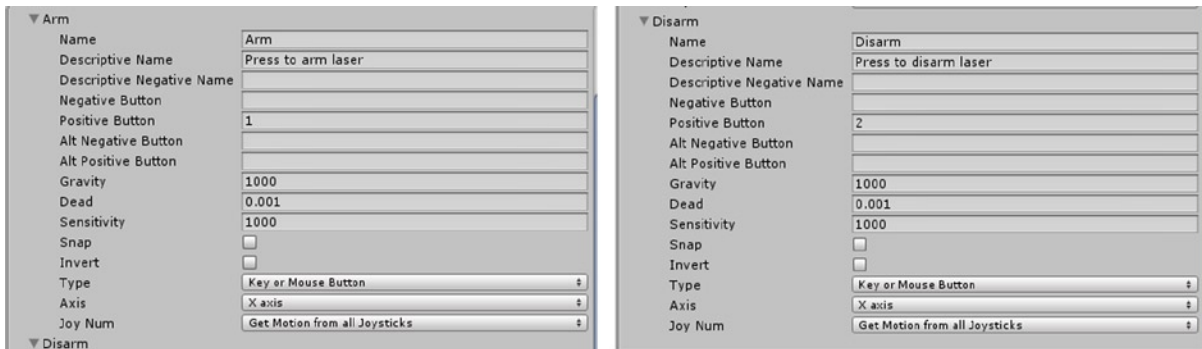 Arm
Name Arm
Descriptive Name Press to arm laser
Descriptive Negative Name
Negative Button
Positive Button 1
Alt Negative Button
Alt Positive Button
Gravity 1000
Dead 0.001
Sensitivity 1000
Snap
Invert
Type Key or Mouse Button
Axis X axis
Joy Num Get Motion from all Joysticks
Disarm
Disarm
Name Disarm
Descriptive Name Press to disarm laser
Descriptive Negative Name
Negative Button
Positive Button 2
Alt Negative Button
Alt Positive Button
Gravity 1000
Dead 0.001
Sensitivity 1000
Snap
Invert
Type Key or Mouse Button
Axis X axis
Joy Num Get Motion from all Joysticks